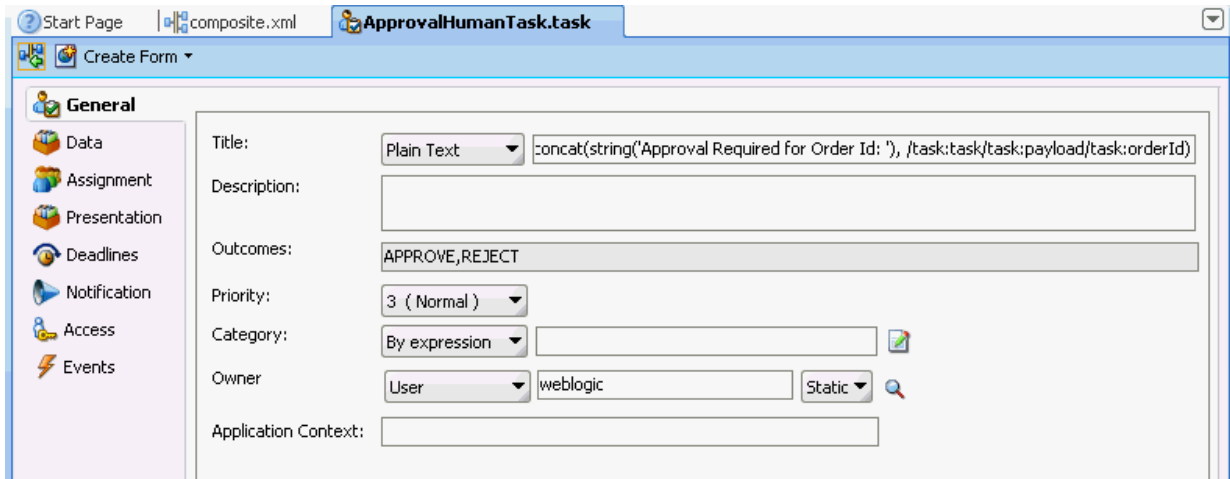 Start Page
composite.xml
ApprovalHumanTask.task
Create Form
General
Data
Assignment
Presentation
Deadlines
Notification
Access
Events
Title:
Plain Text
concat(string('Approval Required for Order Id: '), /task:task/task:payload/task:orderId)
Description:
Outcomes:
APPROVE,REJECT
Priority:
3 ( Normal )
Category:
By expression
Owner
User
weblogic
Static
Application Context: